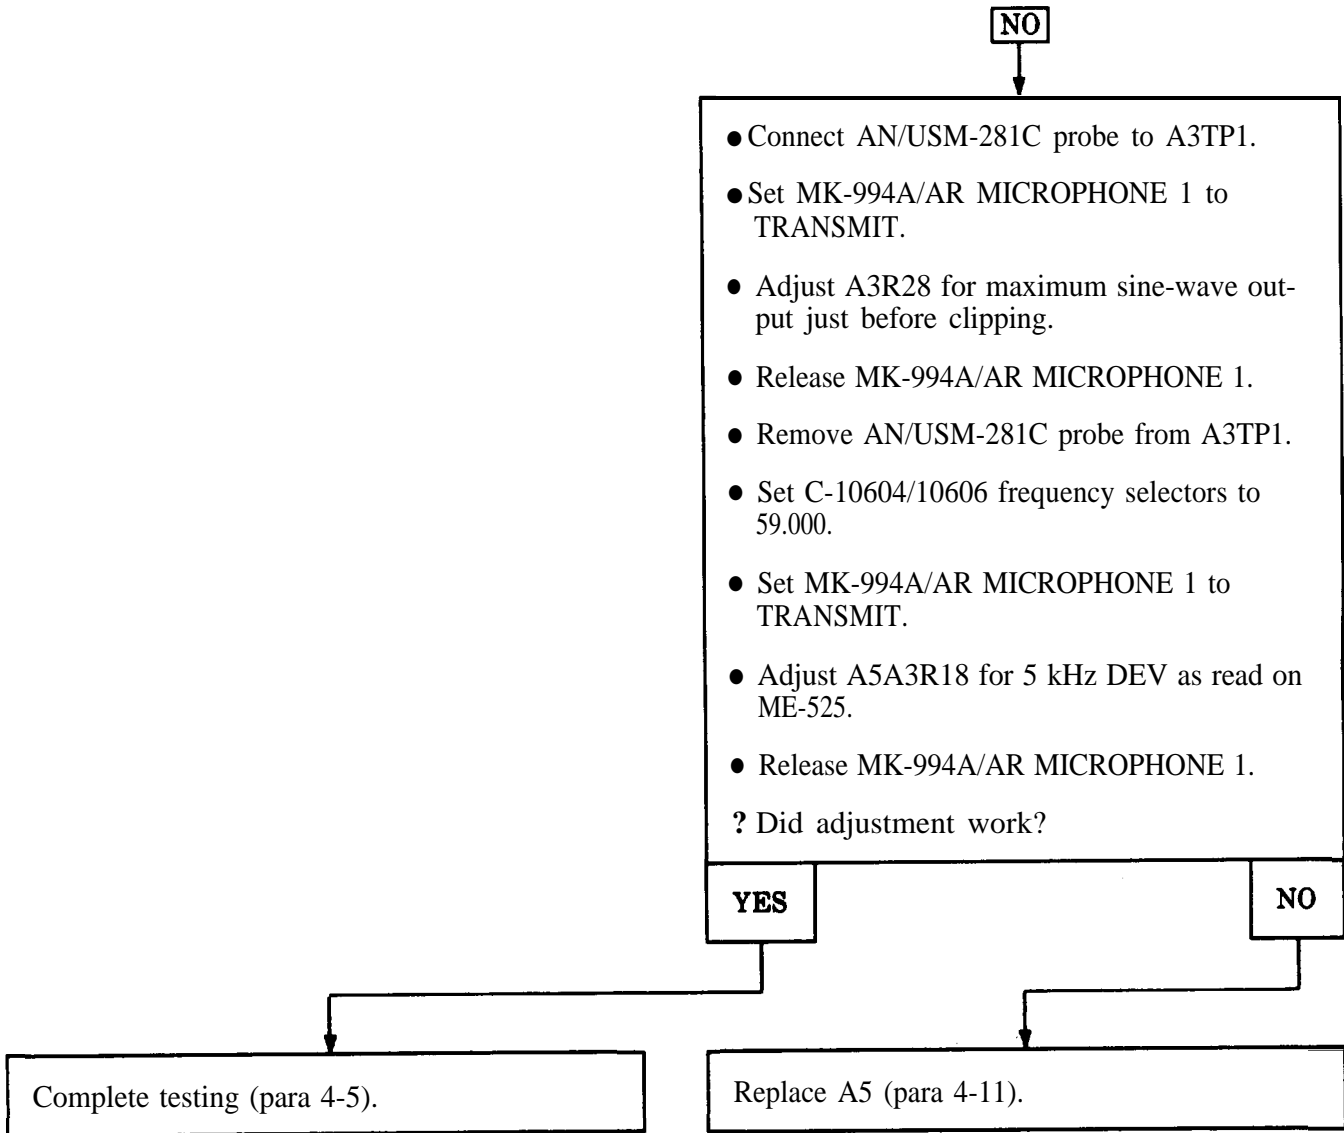 NO
● Connect AN/USM-281C probe to A3TP1.
● Set MK-994A/AR MICROPHONE 1 to
TRANSMIT.
● Adjust A3R28 for maximum sine-wave out-
put just before clipping.
● Release MK-994A/AR MICROPHONE 1.
● Remove AN/USM-281C probe from A3TP1.
● Set C-10604/10606 frequency selectors to
59.000.
● Set MK-994A/AR MICROPHONE 1 to
TRANSMIT.
● Adjust A5A3R18 for 5 kHz DEV as read on
ME-525.
● Release MK-994A/AR MICROPHONE 1.
? Did adjustment work?
YES
NO
Complete testing (para 4-5).
Replace A5 (para 4-11).